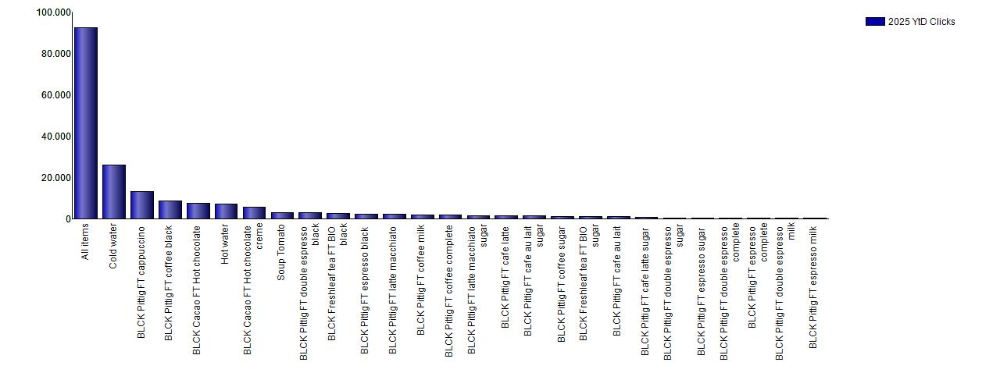 100.000
80.000
60.000
40.000
20.000
0
2025 YtD Clicks
All items
Cold water
BLCK Pittig FT cappuccino
BLCK Pittig FT coffee black
BLCK Cacao FT Hot chocolate
Hot water
BLCK Cacao FT Hot chocolate
creme
Soup Tomato
BLCK Pittig FT double espresso
black
BLCK Freshleaf tea FT BIO
black
BLCK Pittig FT espresso black
BLCK Pittig FT latte macchiato
BLCK Pittig FT coffee milk
BLCK Pittig FT coffee complete
BLCK Pittig FT latte macchiato
sugar
BLCK Pittig FT cafe latte
BLCK Pittig FT cafe au lait
sugar
BLCK Pittig FT coffee sugar
BLCK Freshleaf tea FT BIO
sugar
BLCK Pittig FT cafe au lait
BLCK Pittig FT cafe latte sugar
BLCK Pittig FT double espresso
sugar
BLCK Pittig FT espresso sugar
BLCK Pittig FT double espresso
complete
BLCK Pittig FT espresso
complete
BLCK Pittig FT double espresso
milk
BLCK Pittig FT espresso milk